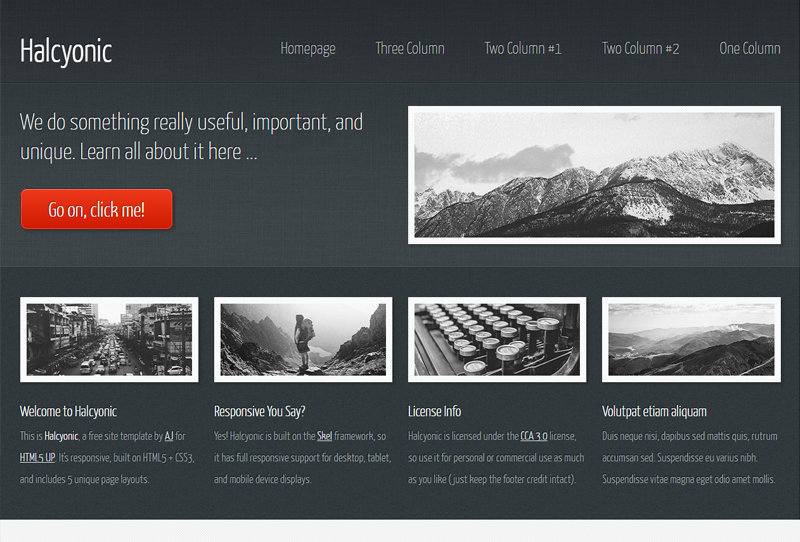 Halcyonic
Homepage
Three Column
Two Column #1
Two Column #2
One Column
We do something really useful, important, and
unique. Learn all about it here ...
Go on, click me!
Welcome to Halcyonic
This is Halcyonic, a free site template by AJ for
HTML5 UP. It's responsive, built on HTML5 + CSS3,
and includes 5 unique page layouts.
Responsive You Say?
Yes! Halcyonic is built on the Skel framework, so
it has full responsive support for desktop, tablet,
and mobile device displays.
License Info
Halcyonic is licensed under the CCA 3.0 license,
so use it for personal or commercial use as much
as you like (just keep the footer credit intact).
Volutpat etiam aliquam
Duis neque nisi, dapibus sed mattis quis, rutrum
accumsan sed. Suspendisse eu varius nibh.
Suspendisse vitae magna eget odio amet mollis.